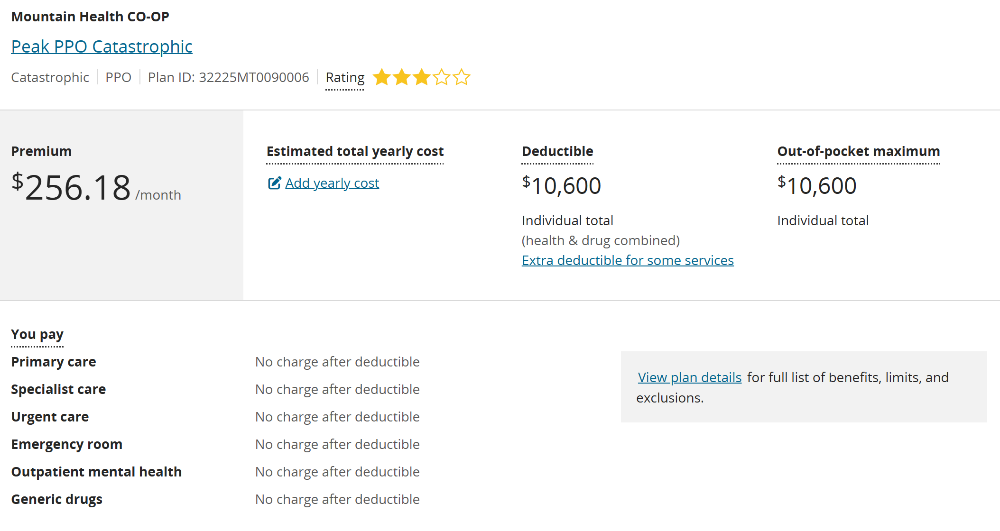 Mountain Health CO-OP
Peak PPO Catastrophic
Catastrophic PPO Plan ID: 32225MT0090006 Rating
Premium
$256.18 /month
Estimated total yearly cost
Add yearly cost
Deductible
$10,600
Individual total
(health & drug combined)
Extra deductible for some services
Out-of-pocket maximum
$10,600
Individual total
You pay
Primary care No charge after deductible
Specialist care No charge after deductible
Urgent care No charge after deductible
Emergency room No charge after deductible
Outpatient mental health No charge after deductible
Generic drugs No charge after deductible
View plan details for full list of benefits, limits, and
exclusions.